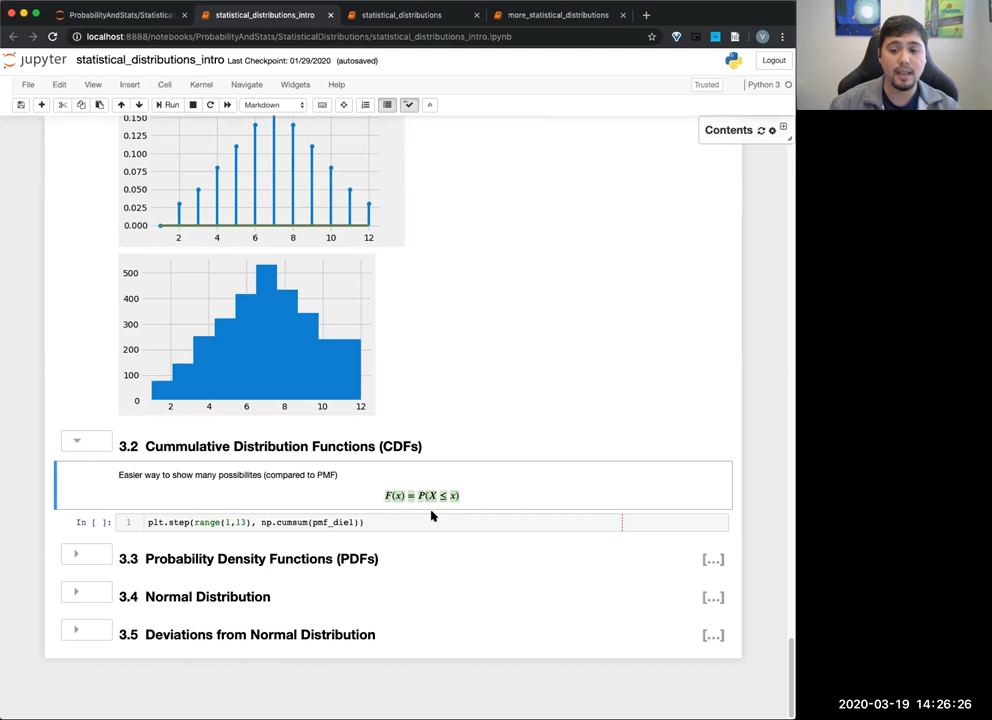 ProbabilityAndStats/Statistical
statistical_distributions_intro
statistical_distributions
more_statistical_distributions
localhost:8888/notebooks/ProbabilityAndStats/StatisticalDistributions/statistical_distributions_intro.ipynb
V
jupyter statistical_distributions_intro Last Checkpoint: 01/29/2020 (autosaved)
Logout
File Edit View Insert Cell Kernel Navigate Widgets Help
Trusted
Python 3
Run
Markdown
Contents
0.150
0.125
0.100
0.075
0.050
0.025
0.000
2 4 6 8 10 12
500
400
300
200
100
0
2 4 6 8 10 12
3.2 Cummulative Distribution Functions (CDFs)
Easier way to show many possibilites (compared to PMF)
F(x) = P(X ≤ x)
In [ ]: 1 plt.step(range(1,13), np.cumsum(pmf_die1))
3.3 Probability Density Functions (PDFs) [...]
3.4 Normal Distribution [...]
3.5 Deviations from Normal Distribution [...]
2020-03-19 14:26:26